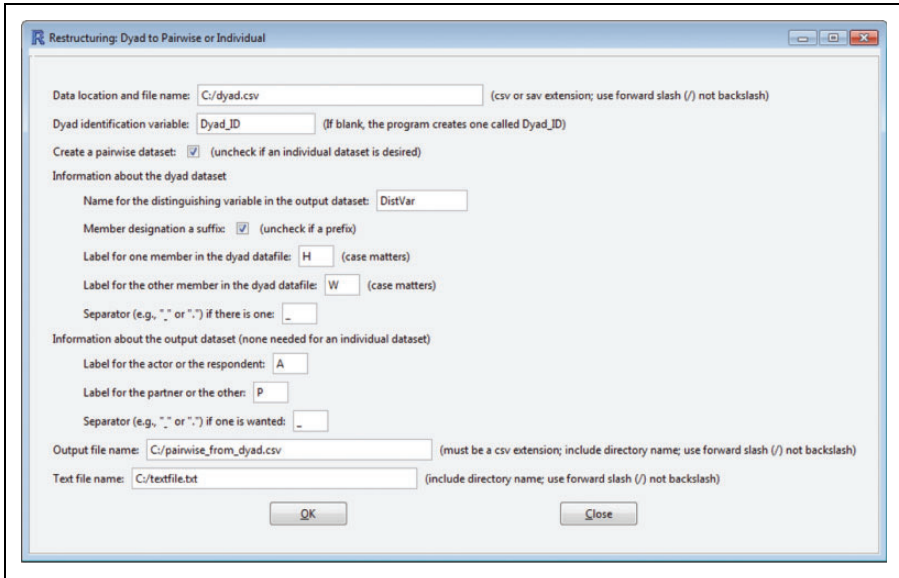 Restructuring: Dyad to Pairwise or Individual
Data location and file name: C:/dyad.csv (csv or sav extension; use forward slash (/) not backslash)
Dyad identification variable: Dyad_ID (If blank, the program creates one called Dyad_ID)
Create a pairwise dataset: (uncheck if an individual dataset is desired)
Information about the dyad dataset
Name for the distinguishing variable in the output dataset: DistVar
Member designation a suffix: (uncheck if a prefix)
Label for one member in the dyad datafile: H (case matters)
Label for the other member in the dyad datafile: W (case matters)
Separator (e.g., "_" or ".") if there is one: _
Information about the output dataset (none needed for an individual dataset)
Label for the actor or the respondent: A
Label for the partner or the other: P
Separator (e.g., "_" or ".") if one is wanted: _
Output file name: C:/pairwise_from_dyad.csv (must be a csv extension; include directory name; use forward slash (/) not backslash)
Text file name: C:/textfile.txt (include directory name; use forward slash (/) not backslash)
OK Close